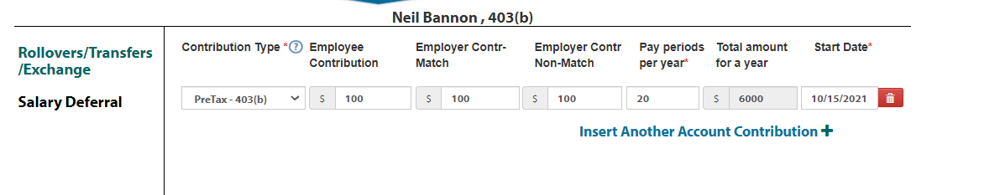 Neil Bannon , 403(b)
Rollovers/Transfers
/Exchange
Salary Deferral
Contribution Type * ? Employee Contribution Employer Contr- Match Employer Contr Non-Match Pay periods per year* Total amount for a year Start Date*
PreTax - 403(b) $ 100 $ 100 $ 100 20 $ 6000 10/15/2021
Insert Another Account Contribution +